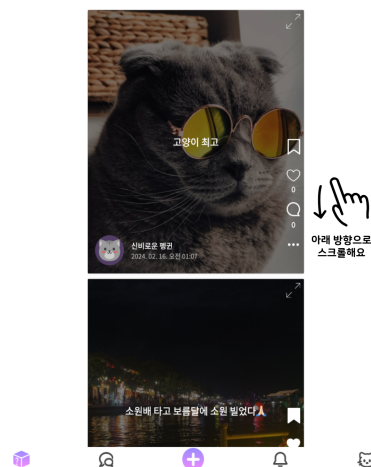 고양이 최고
0
0
신비로운 펭귄
2024. 02. 16. 오전 01:07
아래 방향으로
스크롤해요
소원배 타고 보름달에 소원 빌었다🙏